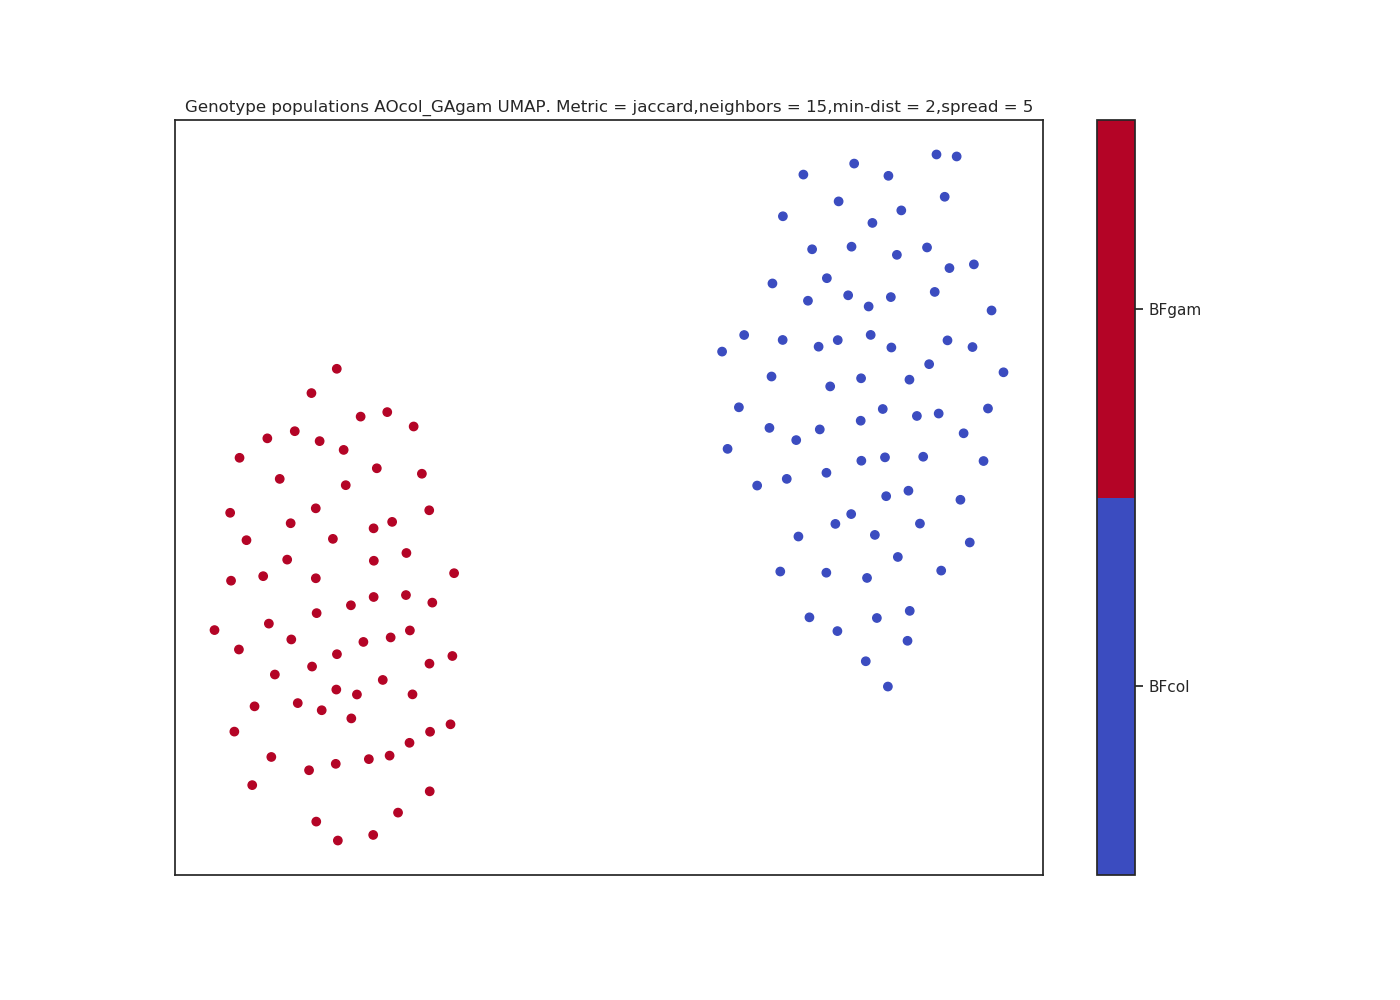 Genotype populations AOcol_GAgam UMAP. Metric = jaccard,neighbors = 15,min-dist = 2,spread = 5
BFgam
BFcol